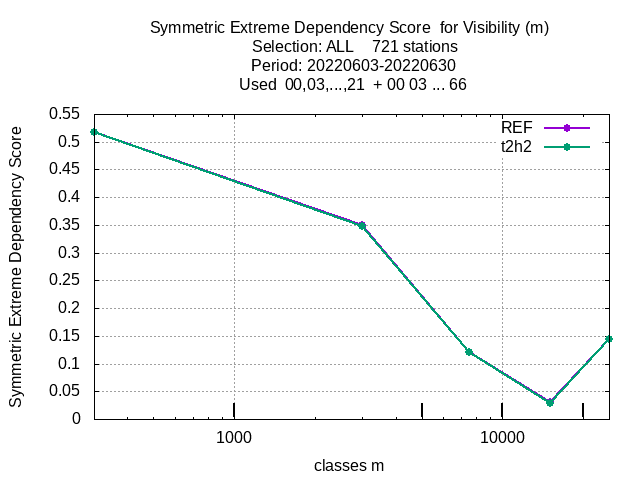 Symmetric Extreme Dependency Score  for Visibility (m)
Selection: ALL    721 stations
Period: 20220603-20220630
Used  00,03,...,21  + 00 03 ... 66
Symmetric Extreme Dependency Score
0.55
0.5
0.45
0.4
0.35
0.3
0.25
0.2
0.15
0.1
0.05
0
REF
t2h2
1000
10000
classes m